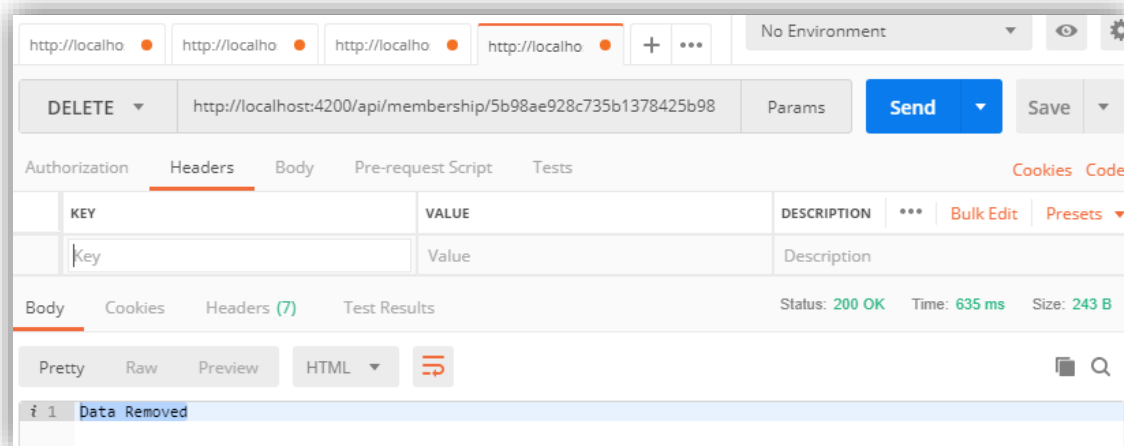 http://localho http://localho http://localho http://localho + ••• No Environment
DELETE http://localhost:4200/api/membership/5b98ae928c735b1378425b98 Params Send Save
Authorization Headers Body Pre-request Script Tests Cookies Code
KEY VALUE DESCRIPTION ••• Bulk Edit Presets
Key Value Description
Body Cookies Headers (7) Test Results Status: 200 OK Time: 635 ms Size: 243 B
Pretty Raw Preview HTML
i 1 Data Removed